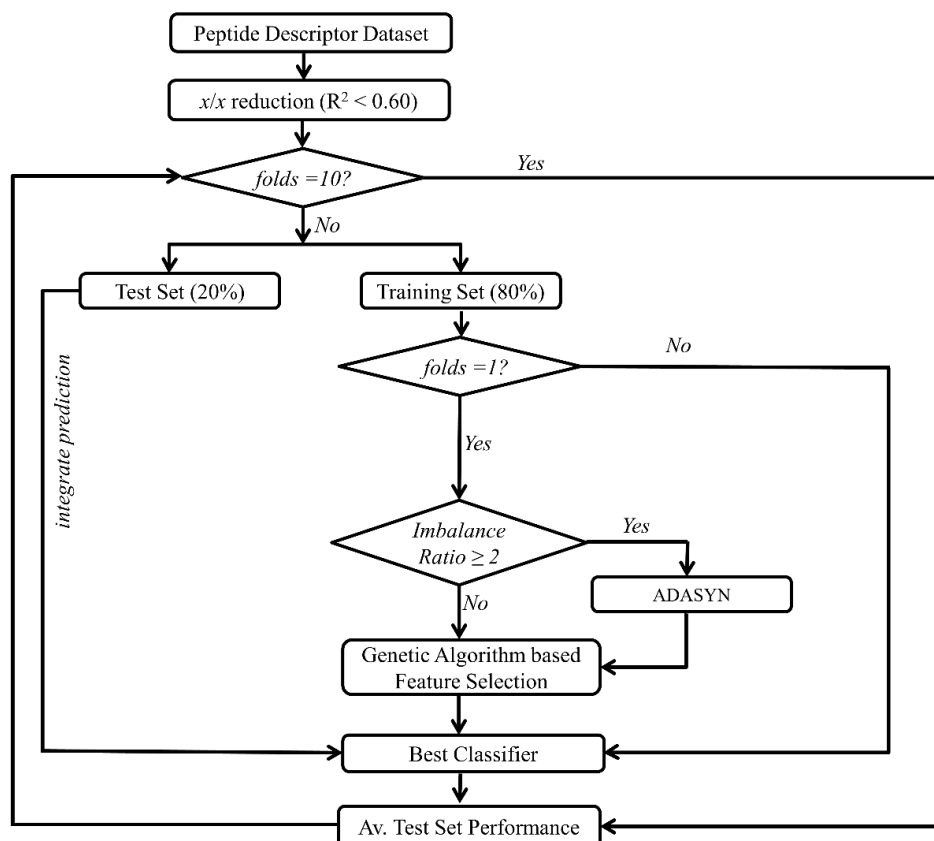 Peptide Descriptor Dataset
x/x reduction (R² < 0.60)
Yes
folds =10?
No
Test Set (20%)
Training Set (80%)
No
folds =1?
integrate prediction
Yes
Imbalance
Ratio ≥ 2
Yes
ADASYN
No
Genetic Algorithm based
Feature Selection
Best Classifier
Av. Test Set Performance